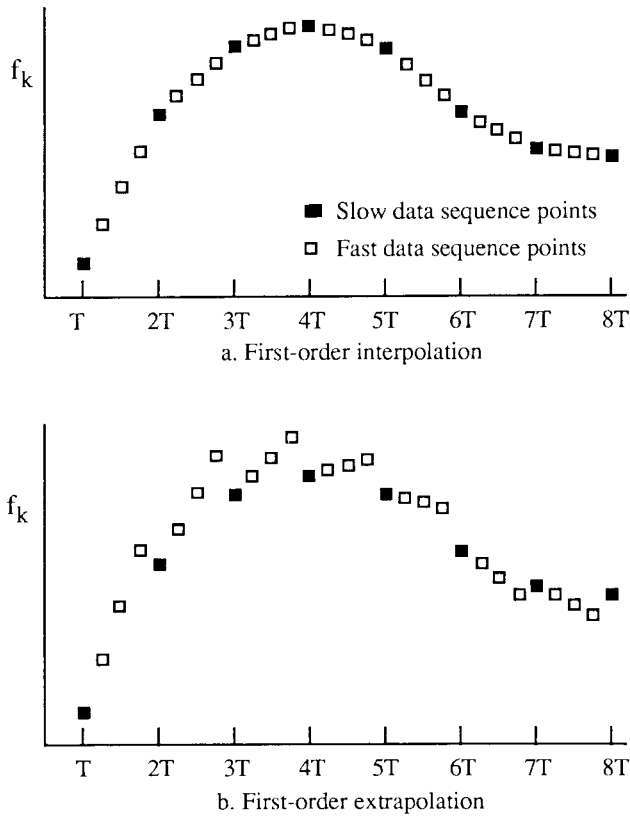 f_k
■ Slow data sequence points
□ Fast data sequence points
T 2T 3T 4T 5T 6T 7T 8T
a. First-order interpolation
f_k
T 2T 3T 4T 5T 6T 7T 8T
b. First-order extrapolation